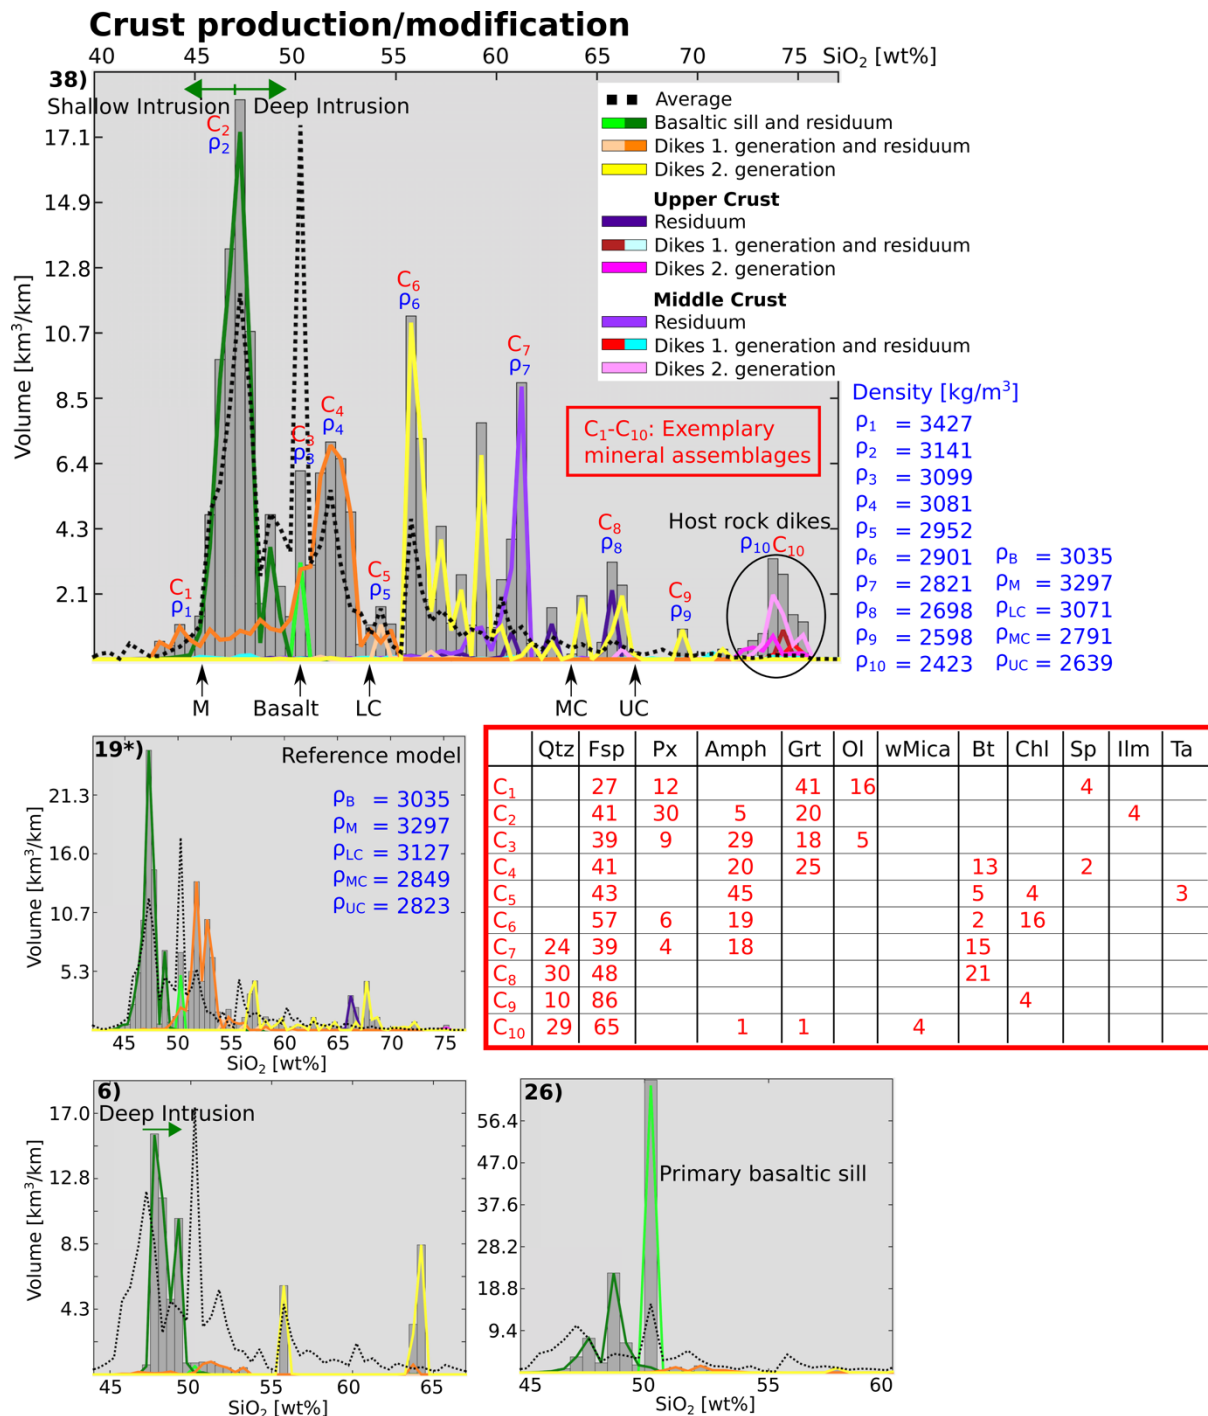 Crust production/modification
40 45 50 55 60 65 70 75 SiO₂ [wt%]
38)
Shallow Intrusion Deep Intrusion
Average
Basaltic sill and residuum
Dikes 1. generation and residuum
Dikes 2. generation
Upper Crust
Residuum
Dikes 1. generation and residuum
Dikes 2. generation
Middle Crust
Residuum
Dikes 1. generation and residuum
Dikes 2. generation
Volume [km³/km]
17.1
14.9
12.8
10.7
8.5
6.4
4.3
2.1
C₁
ρ₁
C₂
ρ₂
C₃
ρ₃
C₄
ρ₄
C₅
ρ₅
C₆
ρ₆
C₇
ρ₇
C₈
ρ₈
C₉
ρ₉
C₁-C₁₀: Exemplary
mineral assemblages
Host rock dikes
ρ₁₀ C₁₀
M Basalt LC MC UC
Density [kg/m³]
ρ₁ = 3427
ρ₂ = 3141
ρ₃ = 3099
ρ₄ = 3081
ρ₅ = 2952
ρ₆ = 2901 ρB = 3035
ρ₇ = 2821 ρM = 3297
ρ₈ = 2698 ρLC = 3071
ρ₉ = 2598 ρMC = 2791
ρ₁₀ = 2423 ρUC = 2639
19*) Reference model
ρB = 3035
ρM = 3297
ρLC = 3127
ρMC = 2849
ρUC = 2823
Volume [km³/km]
21.3
16.0
10.7
5.3
45 50 55 60 65 70 75
SiO₂ [wt%]
Qtz Fsp Px Amph Grt Ol wMica Bt Chl Sp Ilm Ta
C₁ 27 12 41 16 4
C₂ 41 30 5 20 4
C₃ 39 9 29 18 5
C₄ 41 20 25 13 2
C₅ 43 45 5 4 3
C₆ 57 6 19 2 16
C₇ 24 39 4 18 15
C₈ 30 48 21
C₉ 10 86 4
C₁₀ 29 65 1 1 4
6)
Deep Intrusion
Volume [km³/km]
17.0
12.8
8.5
4.3
45 50 55 60 65
SiO₂ [wt%]
26)
Primary basaltic sill
56.4
47.0
37.6
28.2
18.8
9.4
45 50 55 60
SiO₂ [wt%]